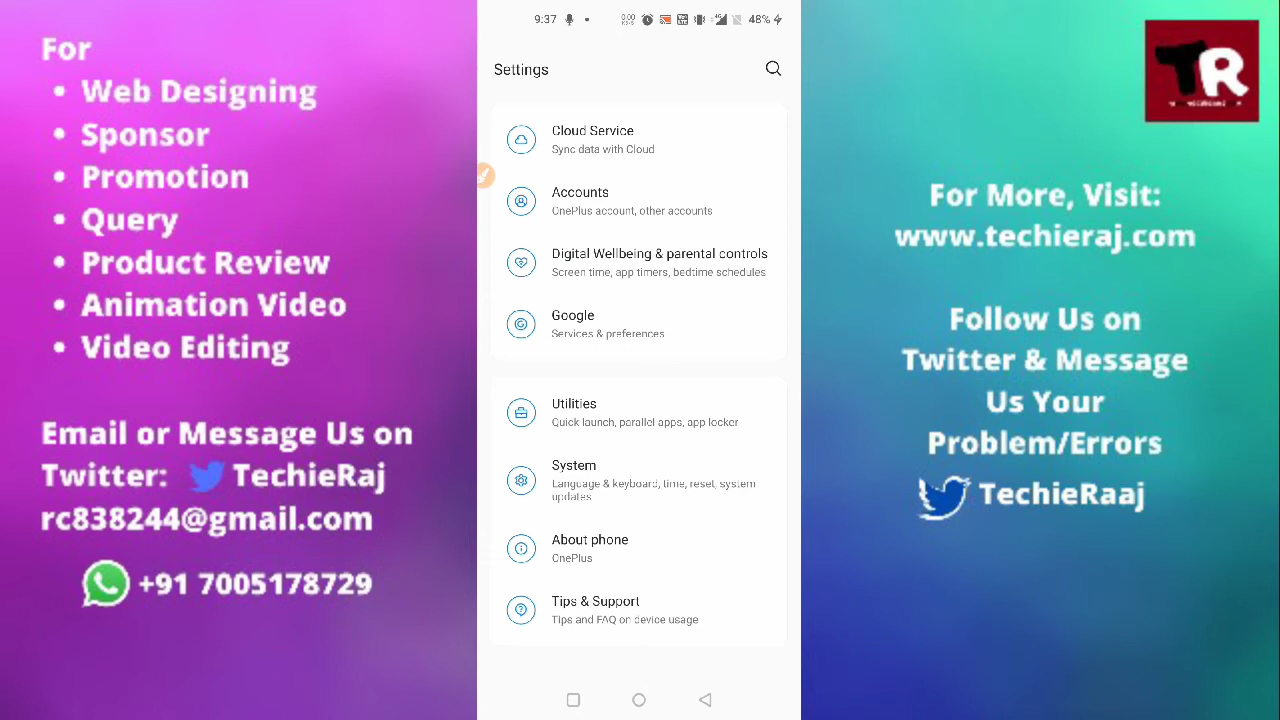 For
• Web Designing
• Sponsor
• Promotion
• Query
• Product Review
• Animation Video
• Video Editing
Email or Message Us on
Twitter: TechieRaj
rc838244@gmail.com
+91 7005178729
9:37
48%
Settings
Cloud Service
Sync data with Cloud
Accounts
OnePlus account, other accounts
Digital Wellbeing & parental controls
Screen time, app timers, bedtime schedules
Google
Services & preferences
Utilities
Quick launch, parallel apps, app locker
System
Language & keyboard, time, reset, system
updates
About phone
OnePlus
Tips & Support
Tips and FAQ on device usage
TR
For More, Visit:
www.techieraj.com
Follow Us on
Twitter & Message
Us Your
Problem/Errors
TechieRaaj